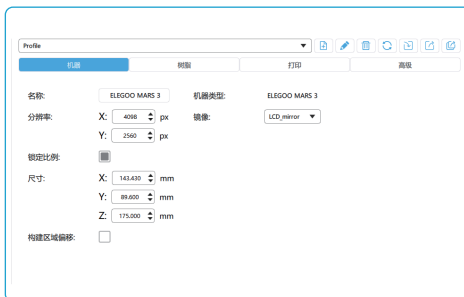 Profile
机器 树脂 打印 高级
名称: ELEGOO MARS 3 机器类型: ELEGOO MARS 3
分辨率: X: 4098 px 镜像: LCD_mirror
Y: 2560 px
锁定比例:
尺寸: X: 143.430 mm
Y: 89.600 mm
Z: 175.000 mm
构建区域偏移: